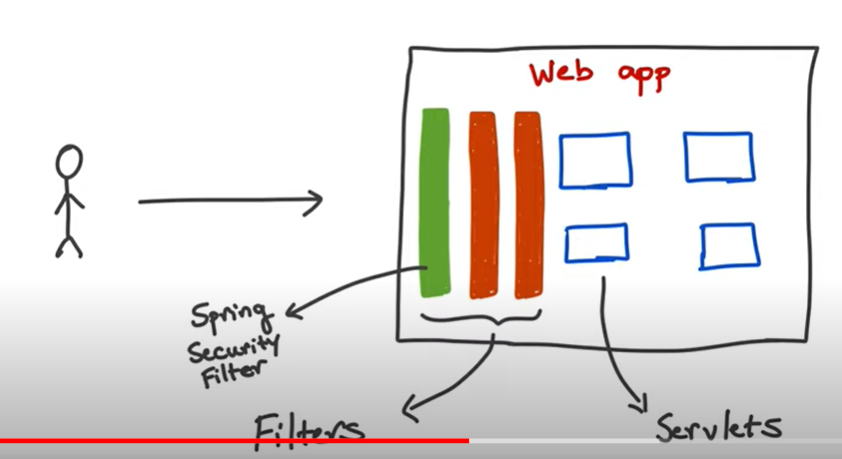 Web app
Spring
Security
Filter
Filters
Servlets